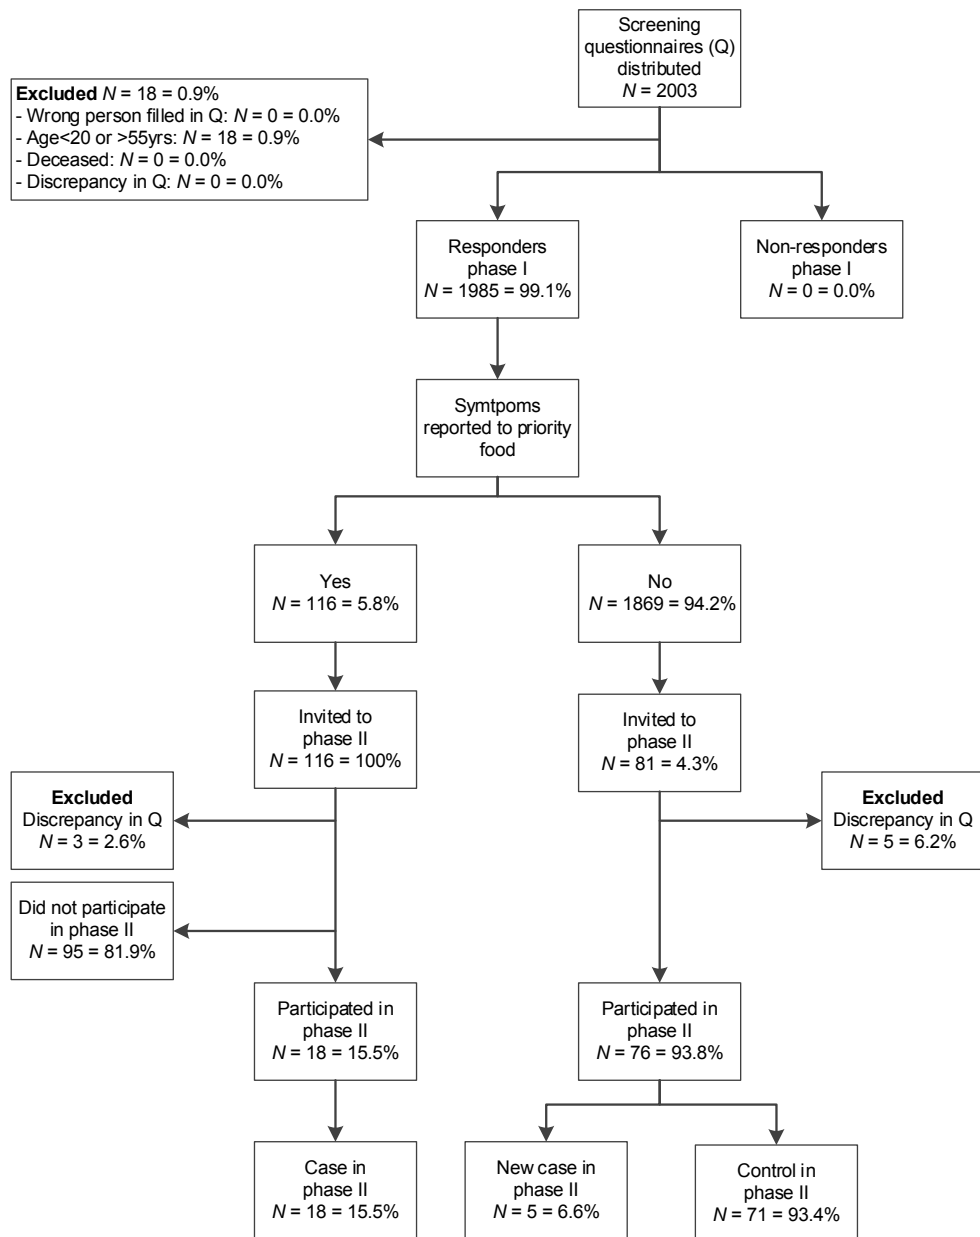 Screening
questionnaires (Q)
distributed
N = 2003
Excluded N = 18 = 0.9%
- Wrong person filled in Q: N = 0 = 0.0%
- Age<20 or >55yrs: N = 18 = 0.9%
- Deceased: N = 0 = 0.0%
- Discrepancy in Q: N = 0 = 0.0%
Responders
phase I
N = 1985 = 99.1%
Non-responders
phase I
N = 0 = 0.0%
Symtpoms
reported to priority
food
Yes
N = 116 = 5.8%
No
N = 1869 = 94.2%
Invited to
phase II
N = 116 = 100%
Invited to
phase II
N = 81 = 4.3%
Excluded
Discrepancy in Q
N = 3 = 2.6%
Excluded
Discrepancy in Q
N = 5 = 6.2%
Did not participate
in phase II
N = 95 = 81.9%
Participated in
phase II
N = 18 = 15.5%
Participated in
phase II
N = 76 = 93.8%
Case in
phase II
N = 18 = 15.5%
New case in
phase II
N = 5 = 6.6%
Control in
phase II
N = 71 = 93.4%